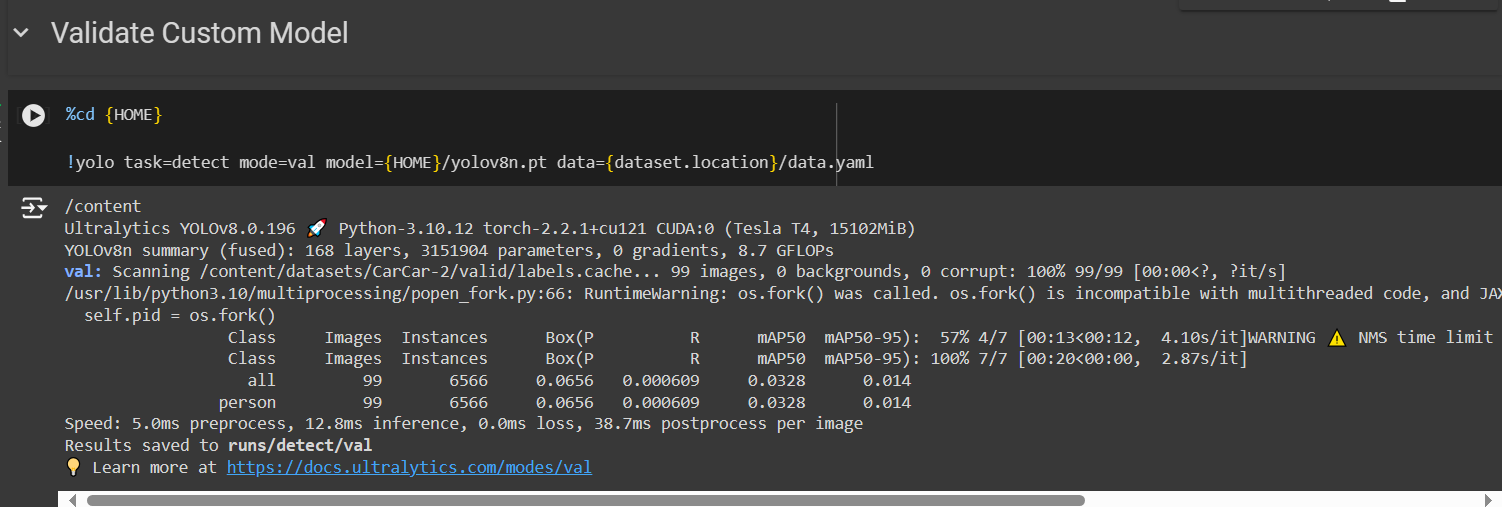 Validate Custom Model
%cd {HOME}
!yolo task=detect mode=val model={HOME}/yolov8n.pt data={dataset.location}/data.yaml
/content
Ultralytics YOLOv8.0.196 🚀 Python-3.10.12 torch-2.2.1+cu121 CUDA:0 (Tesla T4, 15102MiB)
YOLOv8n summary (fused): 168 layers, 3151904 parameters, 0 gradients, 8.7 GFLOPs
val: Scanning /content/datasets/CarCar-2/valid/labels.cache... 99 images, 0 backgrounds, 0 corrupt: 100% 99/99 [00:00<?, ?it/s]
/usr/lib/python3.10/multiprocessing/popen_fork.py:66: RuntimeWarning: os.fork() was called. os.fork() is incompatible with multithreaded code, and JAX
self.pid = os.fork()
Class Images Instances Box(P R mAP50 mAP50-95): 57% 4/7 [00:13<00:12, 4.10s/it]WARNING ⚠️ NMS time limit
Class Images Instances Box(P R mAP50 mAP50-95): 100% 7/7 [00:20<00:00, 2.87s/it]
all 99 6566 0.0656 0.000609 0.0328 0.014
person 99 6566 0.0656 0.000609 0.0328 0.014
Speed: 5.0ms preprocess, 12.8ms inference, 0.0ms loss, 38.7ms postprocess per image
Results saved to runs/detect/val
💡 Learn more at https://docs.ultralytics.com/modes/val